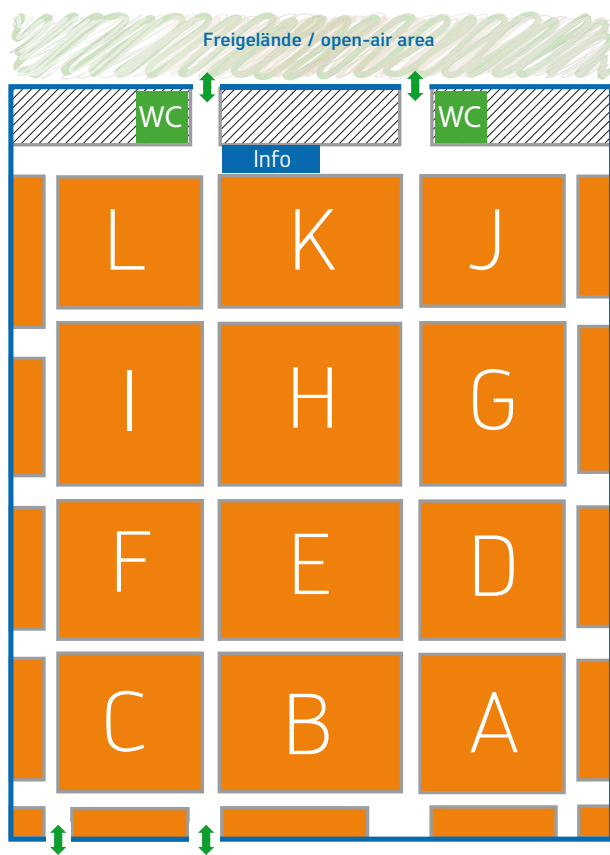 Freigelände / open-air area
WC
WC
Info
L K J
I H G
F E D
C B A